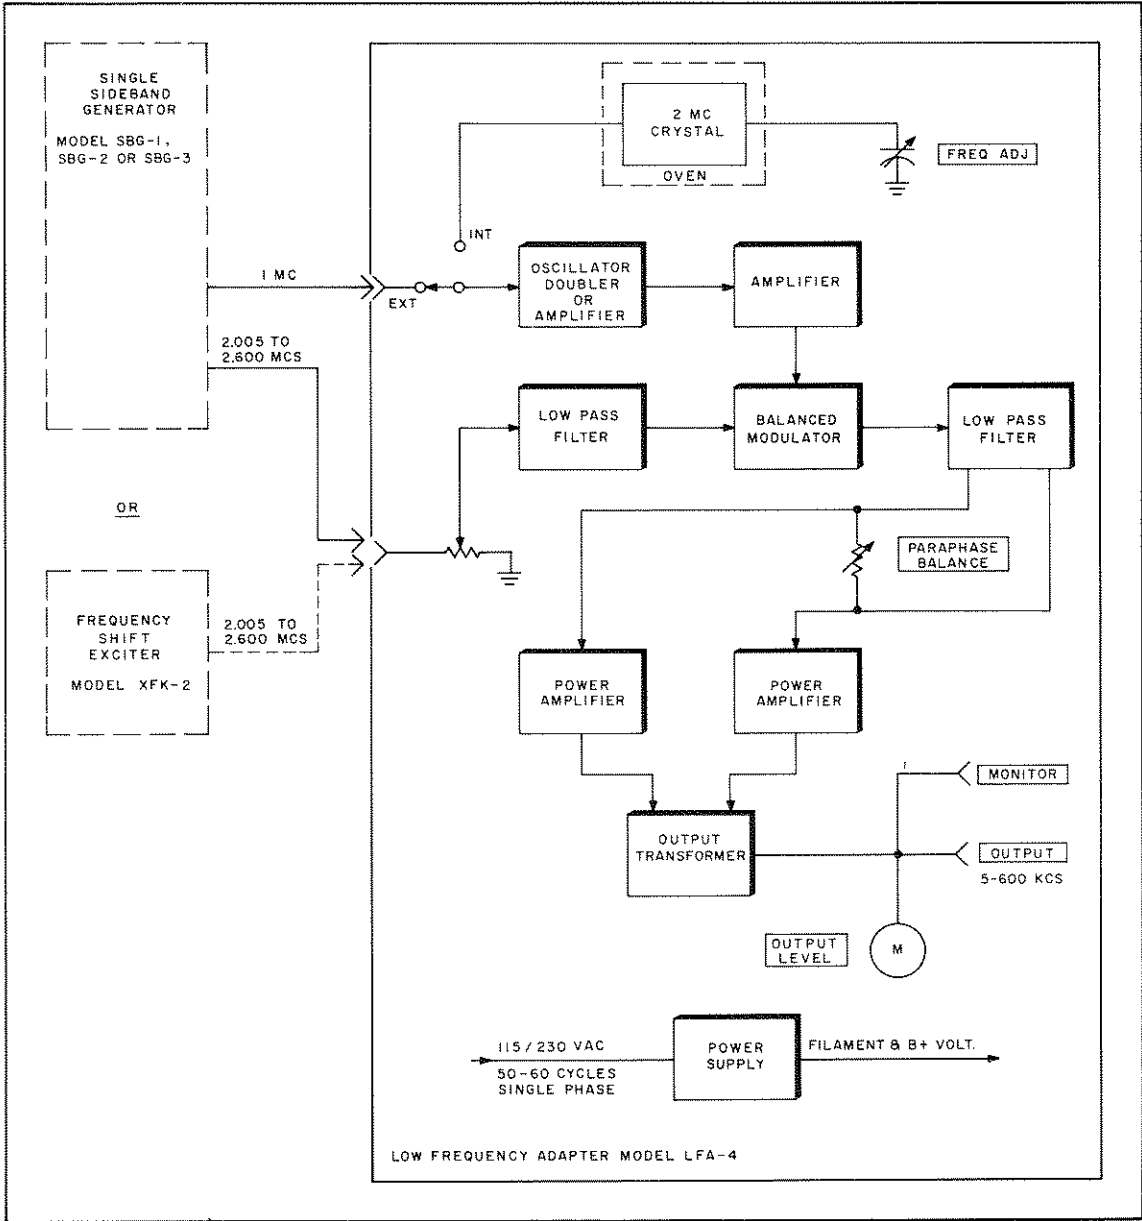 SINGLE
SIDEBAND
GENERATOR
MODEL SBG-1,
SBG-2 OR SBG-3
2 MC
CRYSTAL
OVEN
FREQ ADJ
INT
1 MC
EXT
OSCILLATOR
DOUBLER
OR
AMPLIFIER
AMPLIFIER
2.005 TO
2.600 MCS
LOW PASS
FILTER
BALANCED
MODULATOR
LOW PASS
FILTER
OR
PARAPHASE
BALANCE
FREQUENCY
SHIFT
EXCITER
MODEL XFK-2
2.005 TO
2.600 MCS
POWER
AMPLIFIER
POWER
AMPLIFIER
MONITOR
OUTPUT
TRANSFORMER
OUTPUT
5-600 KCS
OUTPUT
LEVEL
M
115/230 VAC
50-60 CYCLES
SINGLE PHASE
POWER
SUPPLY
FILAMENT & B+ VOLT.
LOW FREQUENCY ADAPTER MODEL LFA-4